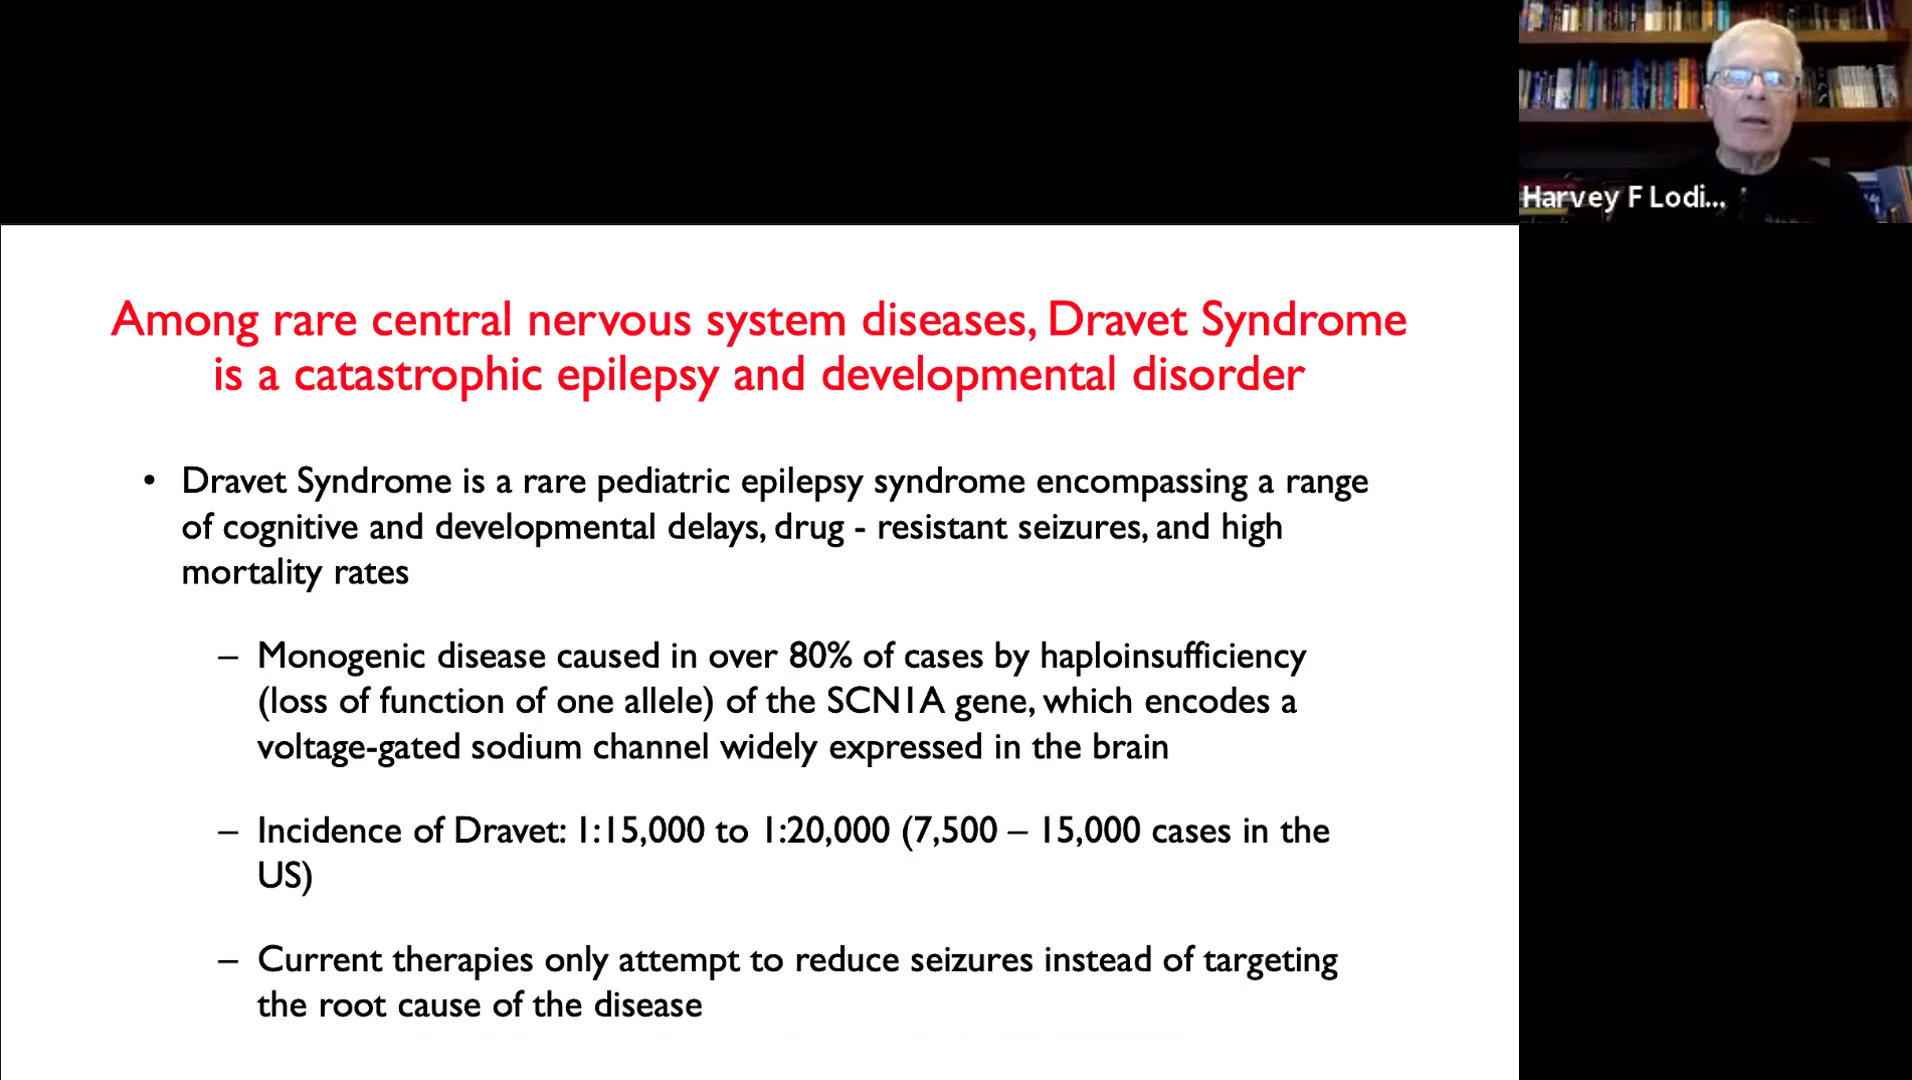 Harvey F Lodi...
Among rare central nervous system diseases, Dravet Syndrome
is a catastrophic epilepsy and developmental disorder
• Dravet Syndrome is a rare pediatric epilepsy syndrome encompassing a range
of cognitive and developmental delays, drug - resistant seizures, and high
mortality rates
– Monogenic disease caused in over 80% of cases by haploinsufficiency
(loss of function of one allele) of the SCN1A gene, which encodes a
voltage-gated sodium channel widely expressed in the brain
– Incidence of Dravet: 1:15,000 to 1:20,000 (7,500 – 15,000 cases in the
US)
– Current therapies only attempt to reduce seizures instead of targeting
the root cause of the disease